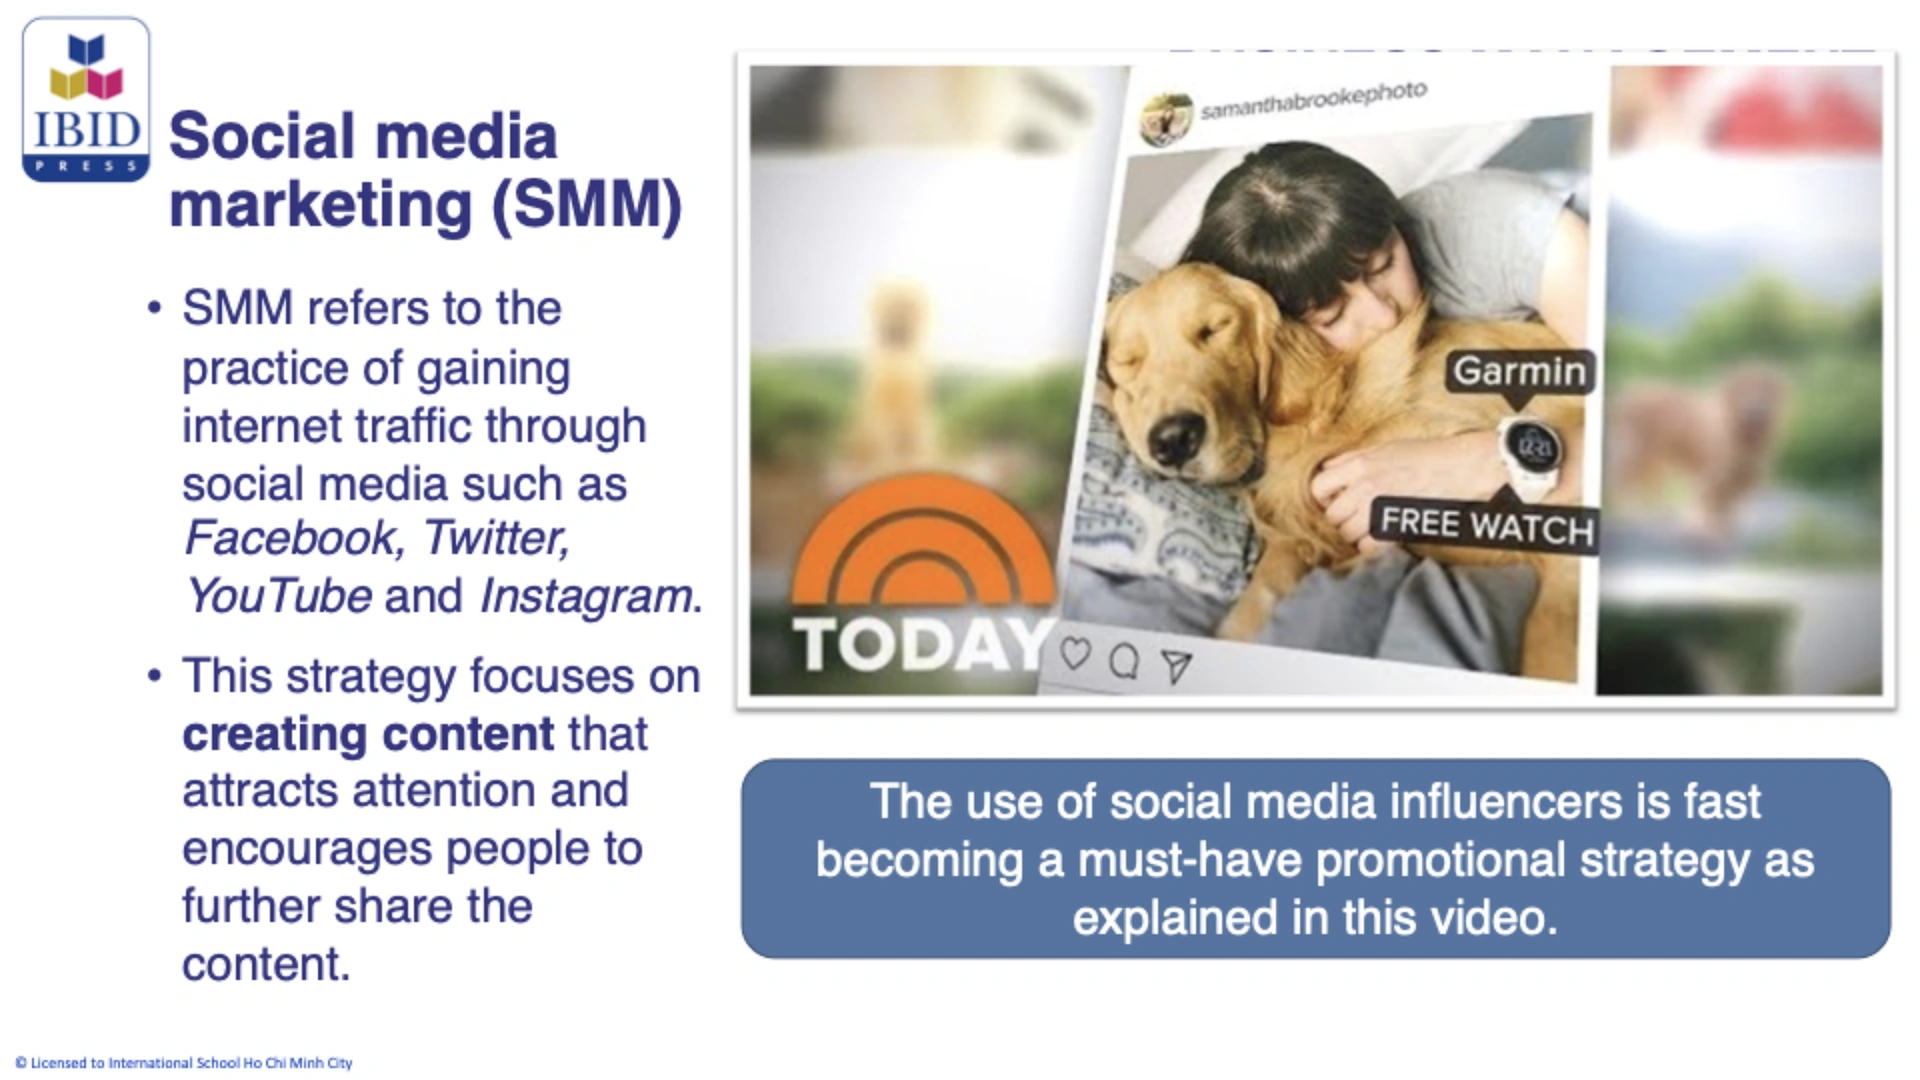 IBID
PRESS
Social media
marketing (SMM)
• SMM refers to the
practice of gaining
internet traffic through
social media such as
Facebook, Twitter,
YouTube and Instagram.
• This strategy focuses on
creating content that
attracts attention and
encourages people to
further share the
content.
samanthabrookephoto
Garmin
FREE WATCH
TODAY
The use of social media influencers is fast
becoming a must-have promotional strategy as
explained in this video.
© Licensed to International School Ho Chi Minh City